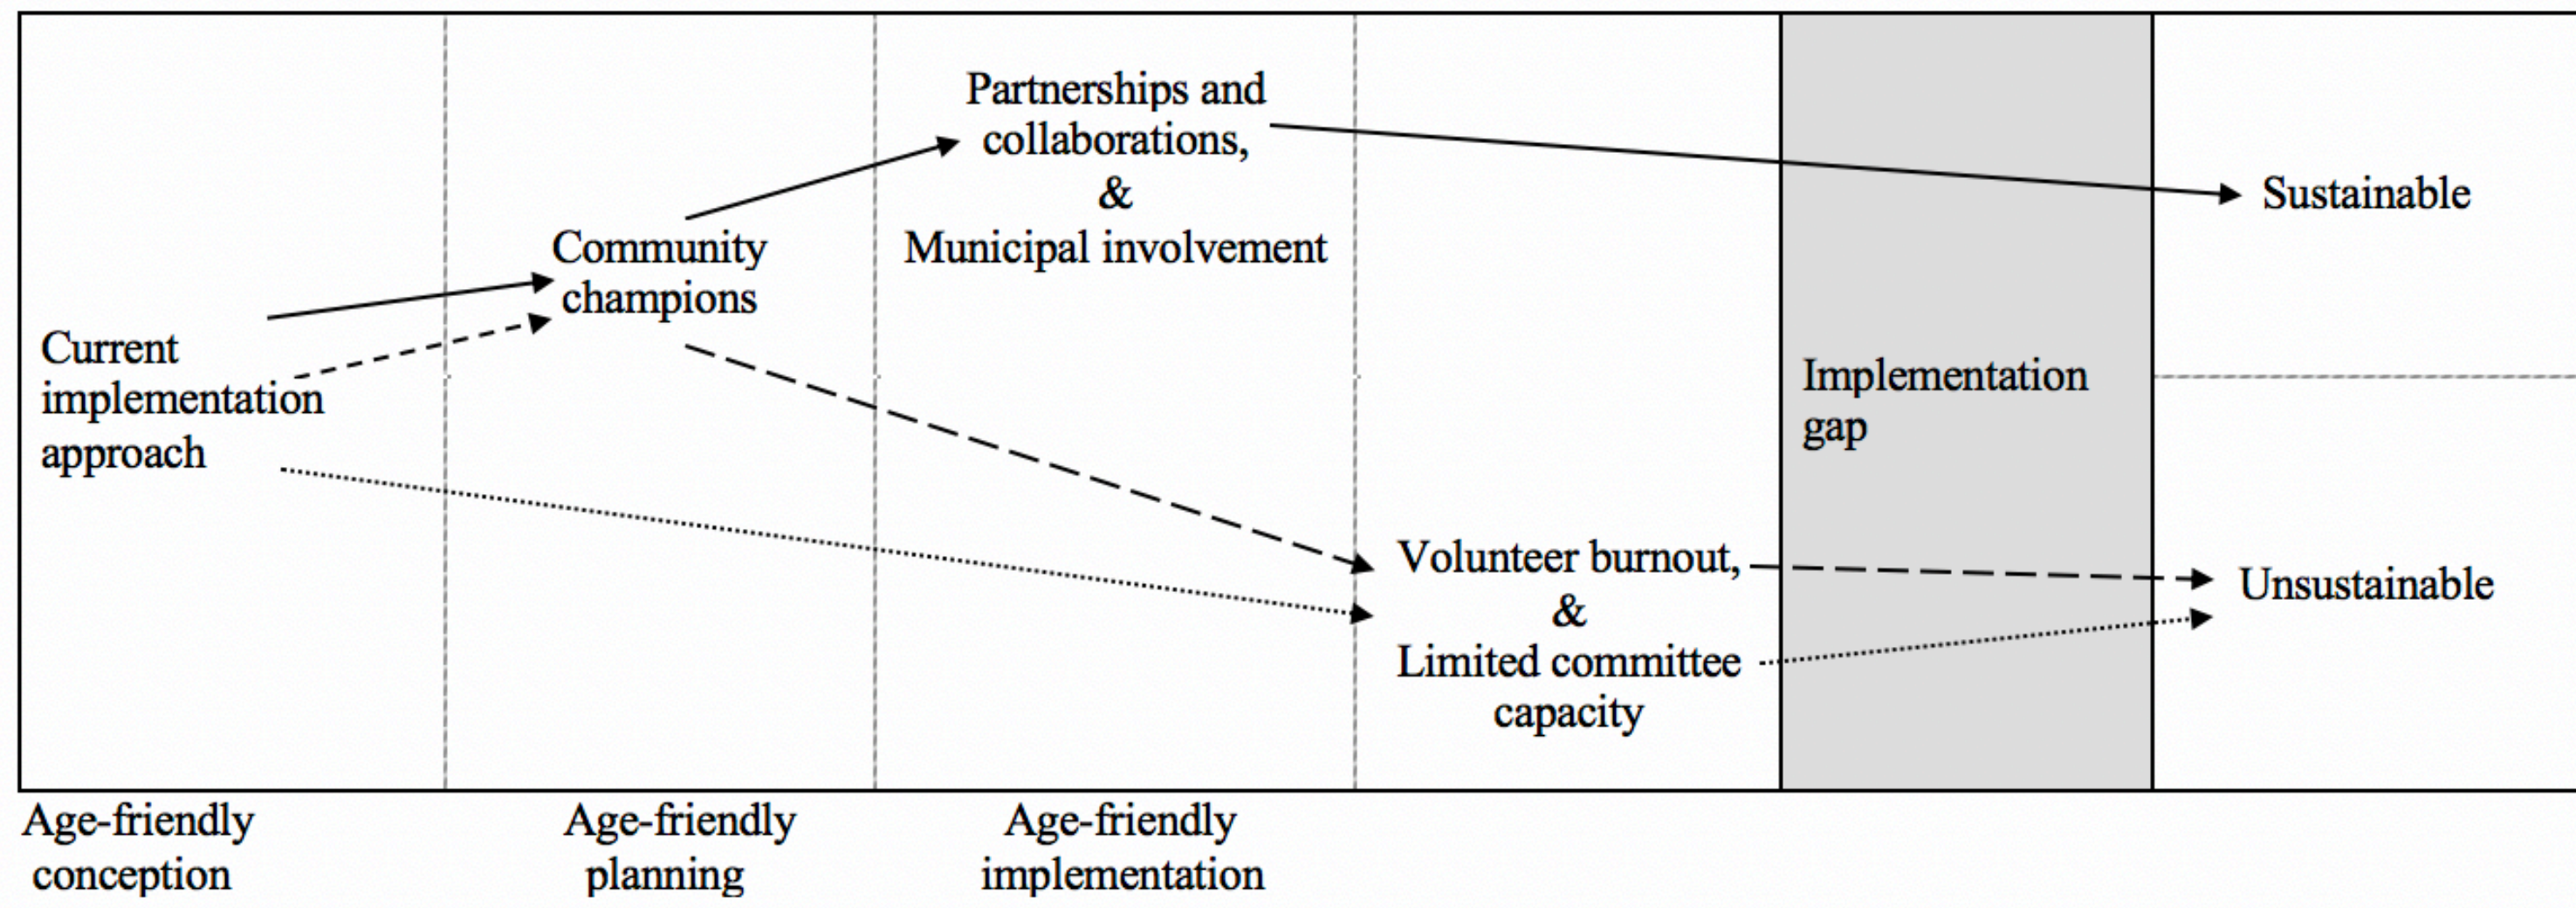 Partnerships and
collaborations,
&
Municipal involvement
Sustainable
Community
champions
Current
implementation
approach
Implementation
gap
Volunteer burnout,
&
Limited committee
capacity
Unsustainable
Age-friendly
conception
Age-friendly
planning
Age-friendly
implementation